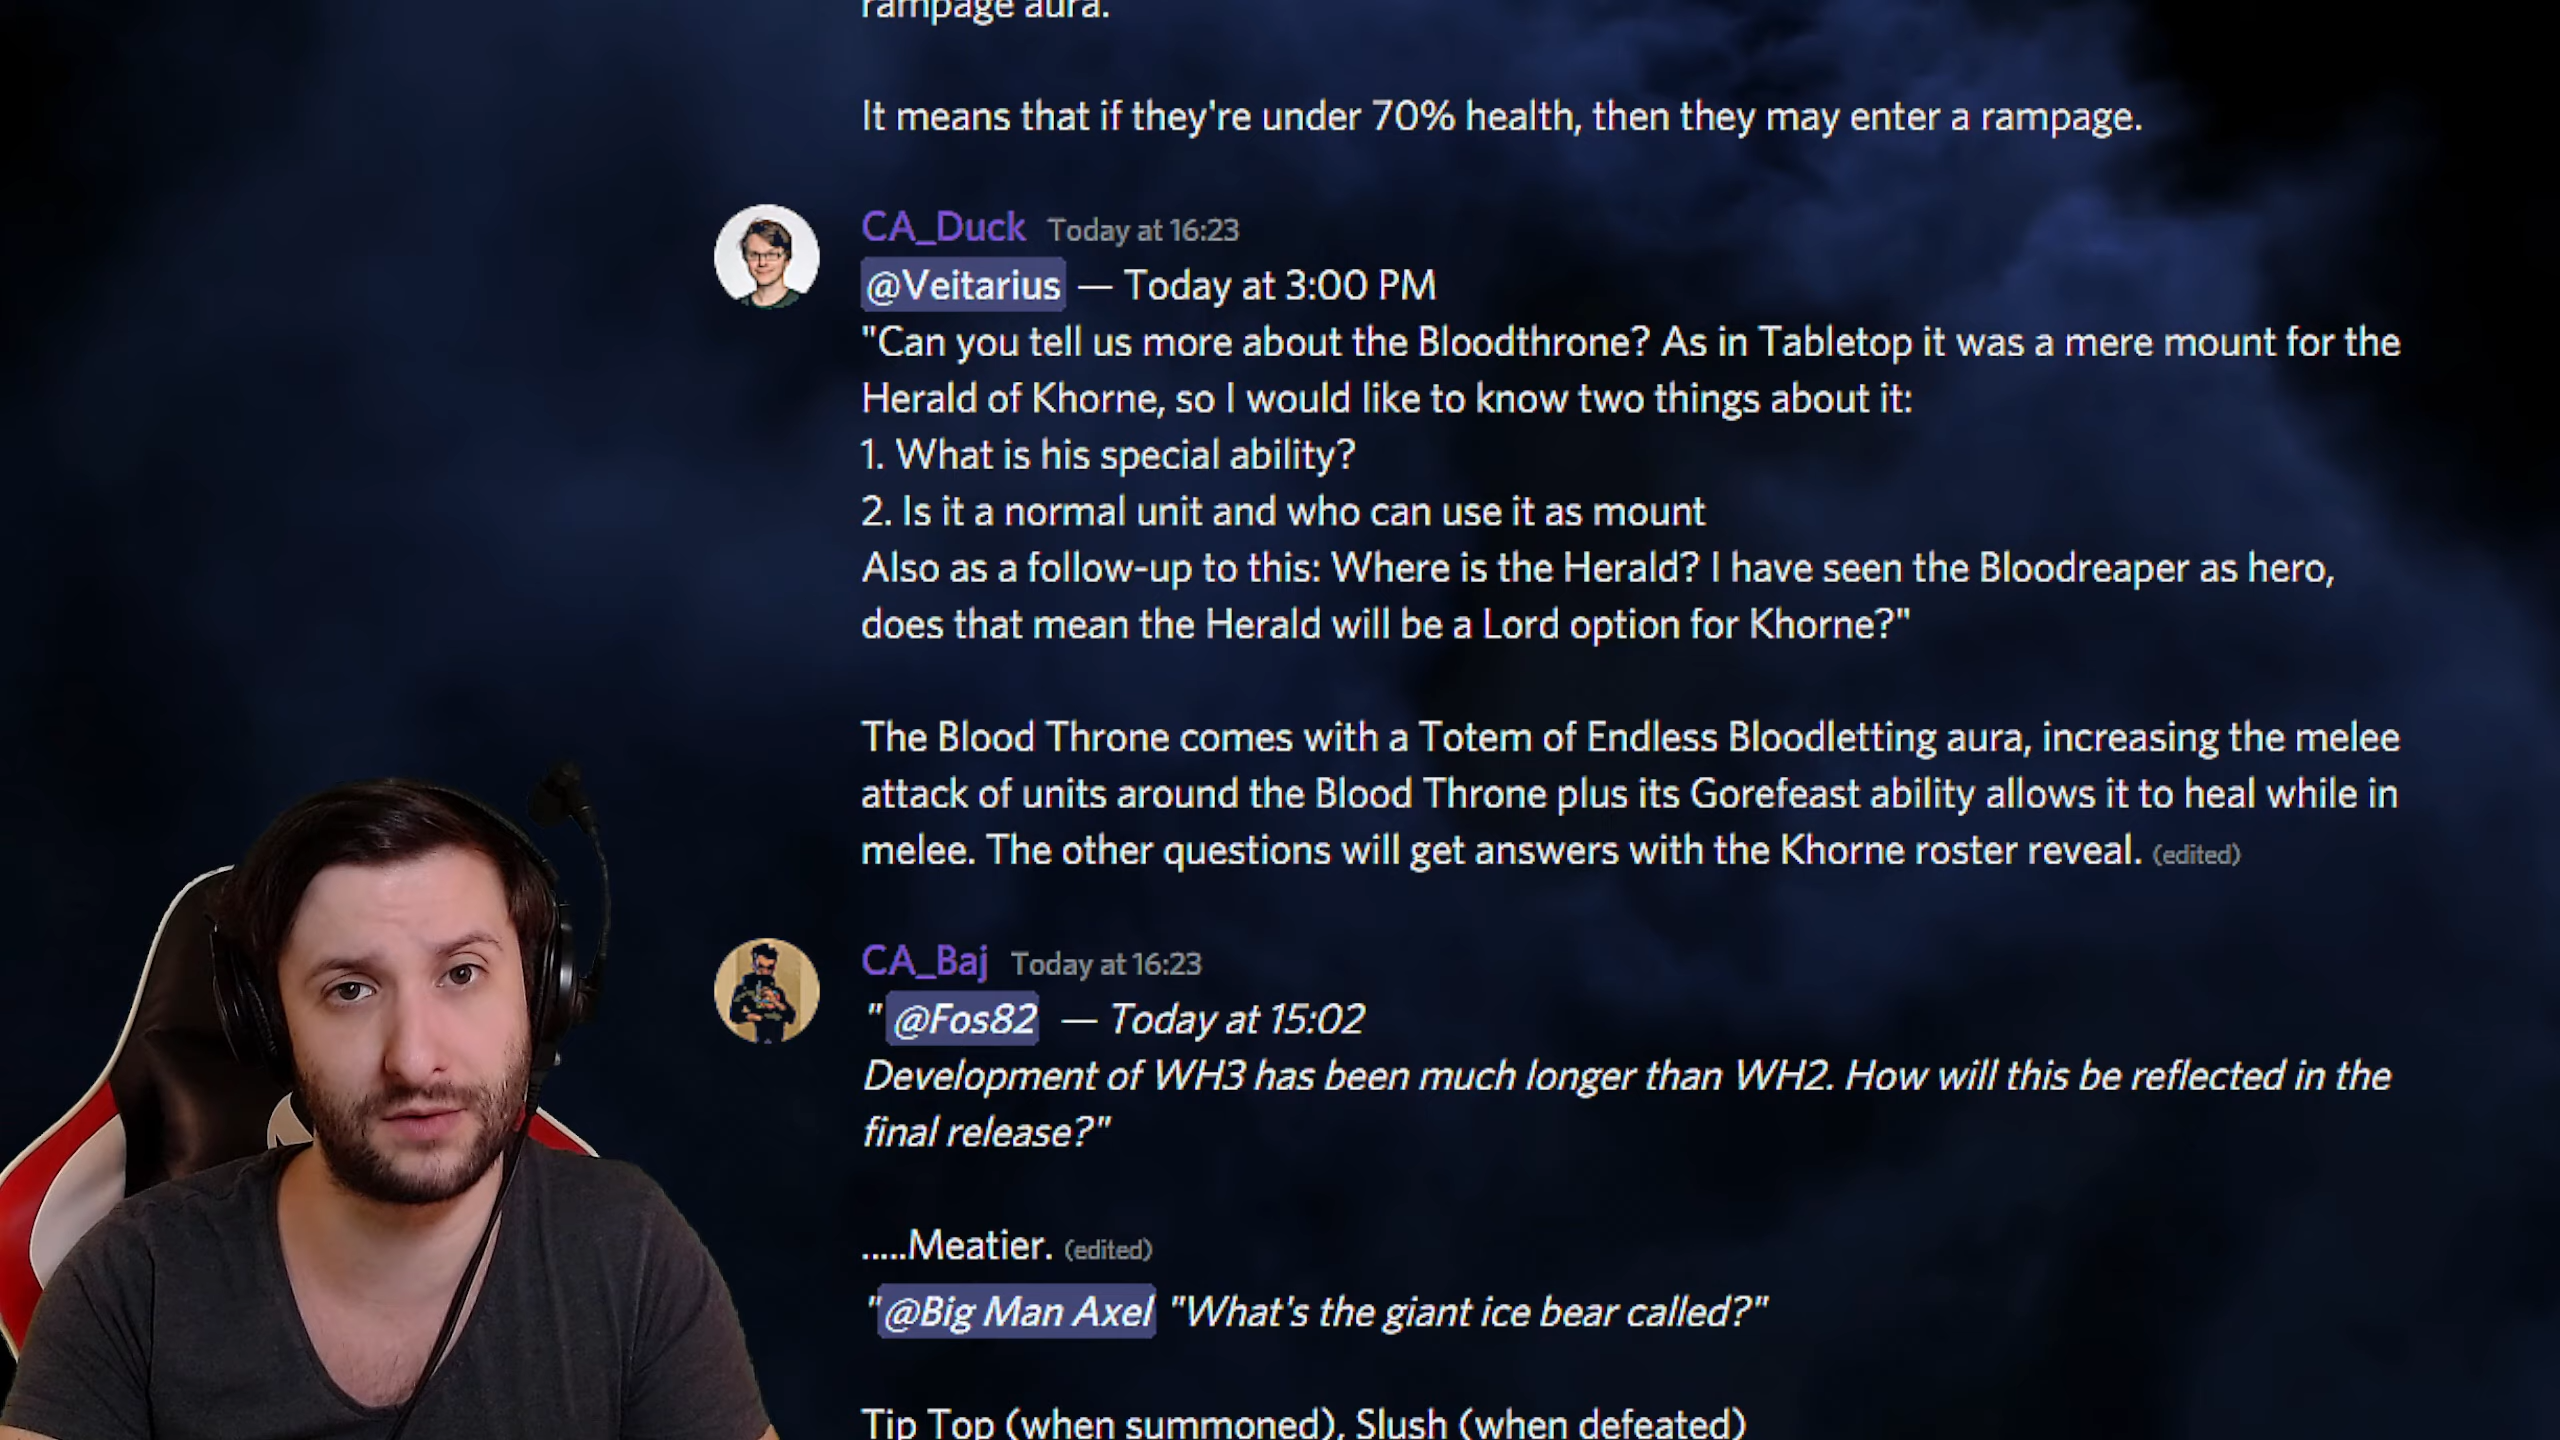 rampage aura.
It means that if they're under 70% health, then they may enter a rampage.
CA_Duck Today at 16:23
@Veitarius — Today at 3:00 PM
"Can you tell us more about the Bloodthrone? As in Tabletop it was a mere mount for the
Herald of Khorne, so I would like to know two things about it:
1. What is his special ability?
2. Is it a normal unit and who can use it as mount
Also as a follow-up to this: Where is the Herald? I have seen the Bloodreaper as hero,
does that mean the Herald will be a Lord option for Khorne?"
The Blood Throne comes with a Totem of Endless Bloodletting aura, increasing the melee
attack of units around the Blood Throne plus its Gorefeast ability allows it to heal while in
melee. The other questions will get answers with the Khorne roster reveal. (edited)
CA_Baj Today at 16:23
" @Fos82 — Today at 15:02
Development of WH3 has been much longer than WH2. How will this be reflected in the
final release?"
.....Meatier. (edited)
"@Big Man Axel "What's the giant ice bear called?"
Tip Top (when summoned), Slush (when defeated)